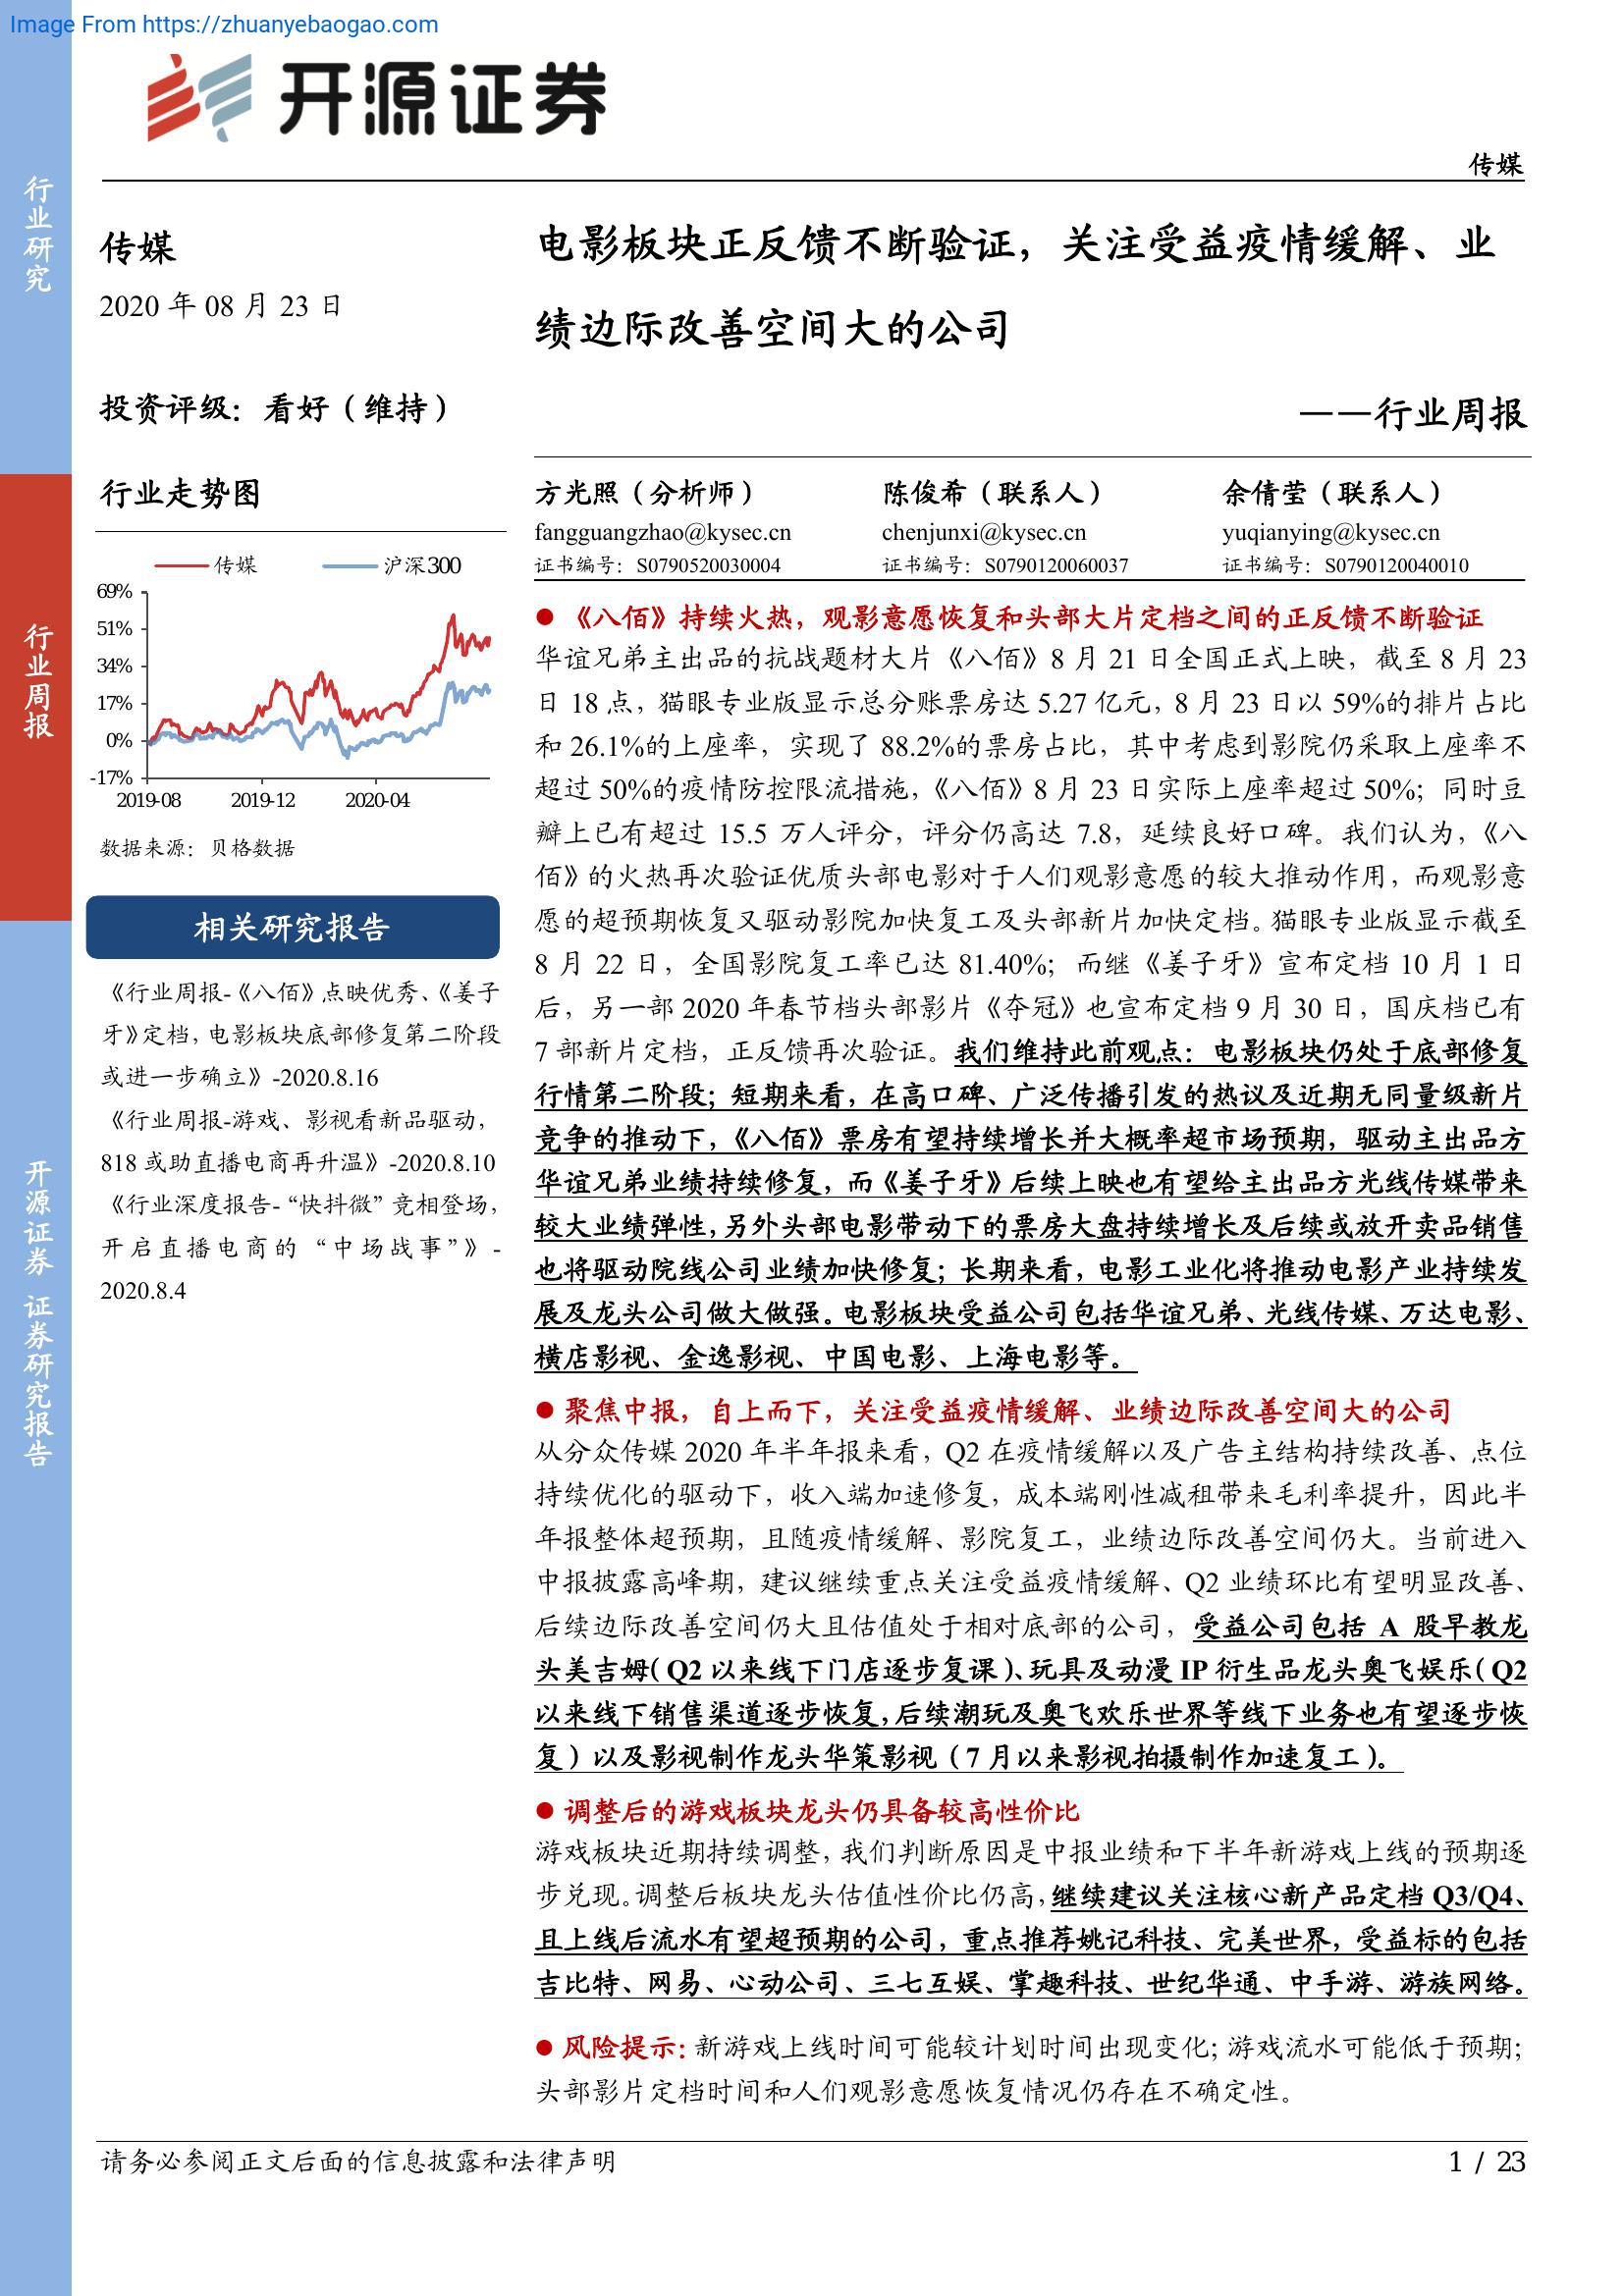 Image From https://zhuanyebaogao.com
开源证券
传媒
行业研究
行业周报
开源证券 证券研究报告
传媒
2020 年 08 月 23 日
投资评级：看好（维持）
行业走势图
传媒 沪深300
69%
51%
34%
17%
0%
-17%
2019-08 2019-12 2020-04
数据来源：贝格数据
相关研究报告
《行业周报-《八佰》点映优秀、《姜子
牙》定档，电影板块底部修复第二阶段
或进一步确立》-2020.8.16
《行业周报-游戏、影视看新品驱动，
818 或助直播电商再升温》-2020.8.10
《行业深度报告-“快抖微”竞相登场，
开启直播电商的“中场战事”》-
2020.8.4
电影板块正反馈不断验证，关注受益疫情缓解、业
绩边际改善空间大的公司
——行业周报
方光照（分析师） 陈俊希（联系人） 余倩莹（联系人）
fangguangzhao@kysec.cn chenjunxi@kysec.cn yuqianying@kysec.cn
证书编号：S0790520030004 证书编号：S0790120060037 证书编号：S0790120040010
● 《八佰》持续火热，观影意愿恢复和头部大片定档之间的正反馈不断验证
华谊兄弟主出品的抗战题材大片《八佰》8 月 21 日全国正式上映，截至 8 月 23
日 18 点，猫眼专业版显示总分账票房达 5.27 亿元，8 月 23 日以 59%的排片占比
和 26.1%的上座率，实现了 88.2%的票房占比，其中考虑到影院仍采取上座率不
超过 50%的疫情防控限流措施，《八佰》8 月 23 日实际上座率超过 50%；同时豆
瓣上已有超过 15.5 万人评分，评分仍高达 7.8，延续良好口碑。我们认为，《八
佰》的火热再次验证优质头部电影对于人们观影意愿的较大推动作用，而观影意
愿的超预期恢复又驱动影院加快复工及头部新片加快定档。猫眼专业版显示截至
8 月 22 日，全国影院复工率已达 81.40%；而继《姜子牙》宣布定档 10 月 1 日
后，另一部 2020 年春节档头部影片《夺冠》也宣布定档 9 月 30 日，国庆档已有
7 部新片定档，正反馈再次验证。我们维持此前观点：电影板块仍处于底部修复
行情第二阶段；短期来看，在高口碑、广泛传播引发的热议及近期无同量级新片
竞争的推动下，《八佰》票房有望持续增长并大概率超市场预期，驱动主出品方
华谊兄弟业绩持续修复，而《姜子牙》后续上映也有望给主出品方光线传媒带来
较大业绩弹性，另外头部电影带动下的票房大盘持续增长及后续或放开卖品销售
也将驱动院线公司业绩加快修复；长期来看，电影工业化将推动电影产业持续发
展及龙头公司做大做强。电影板块受益公司包括华谊兄弟、光线传媒、万达电影、
横店影视、金逸影视、中国电影、上海电影等。
● 聚焦中报，自上而下，关注受益疫情缓解、业绩边际改善空间大的公司
从分众传媒 2020 年半年报来看，Q2 在疫情缓解以及广告主结构持续改善、点位
持续优化的驱动下，收入端加速修复，成本端刚性减租带来毛利率提升，因此半
年报整体超预期，且随疫情缓解、影院复工，业绩边际改善空间仍大。当前进入
中报披露高峰期，建议继续重点关注受益疫情缓解、Q2 业绩环比有望明显改善、
后续边际改善空间仍大且估值处于相对底部的公司，受益公司包括 A 股早教龙
头美吉姆（Q2 以来线下门店逐步复课）、玩具及动漫 IP 衍生品龙头奥飞娱乐（Q2
以来线下销售渠道逐步恢复，后续潮玩及奥飞欢乐世界等线下业务也有望逐步恢
复）以及影视制作龙头华策影视（7 月以来影视拍摄制作加速复工）。
● 调整后的游戏板块龙头仍具备较高性价比
游戏板块近期持续调整，我们判断原因是中报业绩和下半年新游戏上线的预期逐
步兑现。调整后板块龙头估值性价比仍高，继续建议关注核心新产品定档 Q3/Q4、
且上线后流水有望超预期的公司，重点推荐姚记科技、完美世界，受益标的包括
吉比特、网易、心动公司、三七互娱、掌趣科技、世纪华通、中手游、游族网络。
● 风险提示：新游戏上线时间可能较计划时间出现变化；游戏流水可能低于预期；
头部影片定档时间和人们观影意愿恢复情况仍存在不确定性。
请务必参阅正文后面的信息披露和法律声明 1 / 23